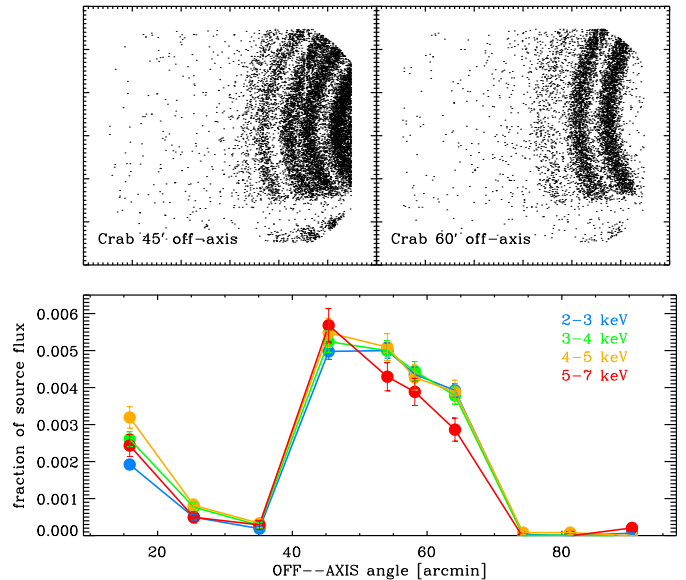 Crab 45' off-axis
Crab 60' off-axis
fraction of source flux
0.006
0.005
0.004
0.003
0.002
0.001
0.000
2-3 keV
3-4 keV
4-5 keV
5-7 keV
20 40 60 80
OFF--AXIS angle [arcmin]